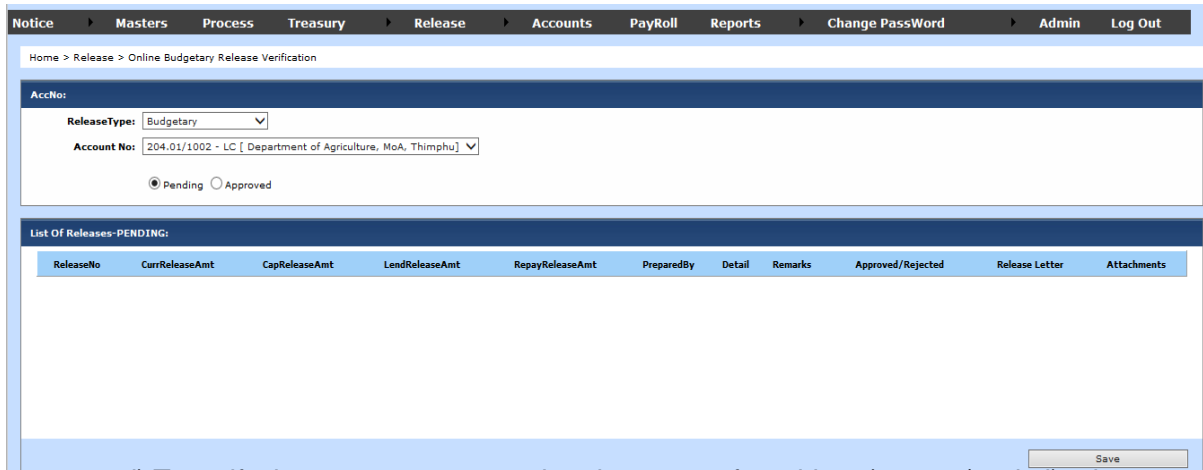 Notice Masters Process Treasury Release Accounts PayRoll Reports Change PassWord Admin Log Out
Home > Release > Online Budgetary Release Verification
AccNo:
ReleaseType: Budgetary
Account No: 204.01/1002 - LC [ Department of Agriculture, MoA, Thimphu]
Pending Approved
List Of Releases-PENDING:
ReleaseNo CurrReleaseAmt CapReleaseAmt LendReleaseAmt RepayReleaseAmt PreparedBy Detail Remarks Approved/Rejected Release Letter Attachments
Save